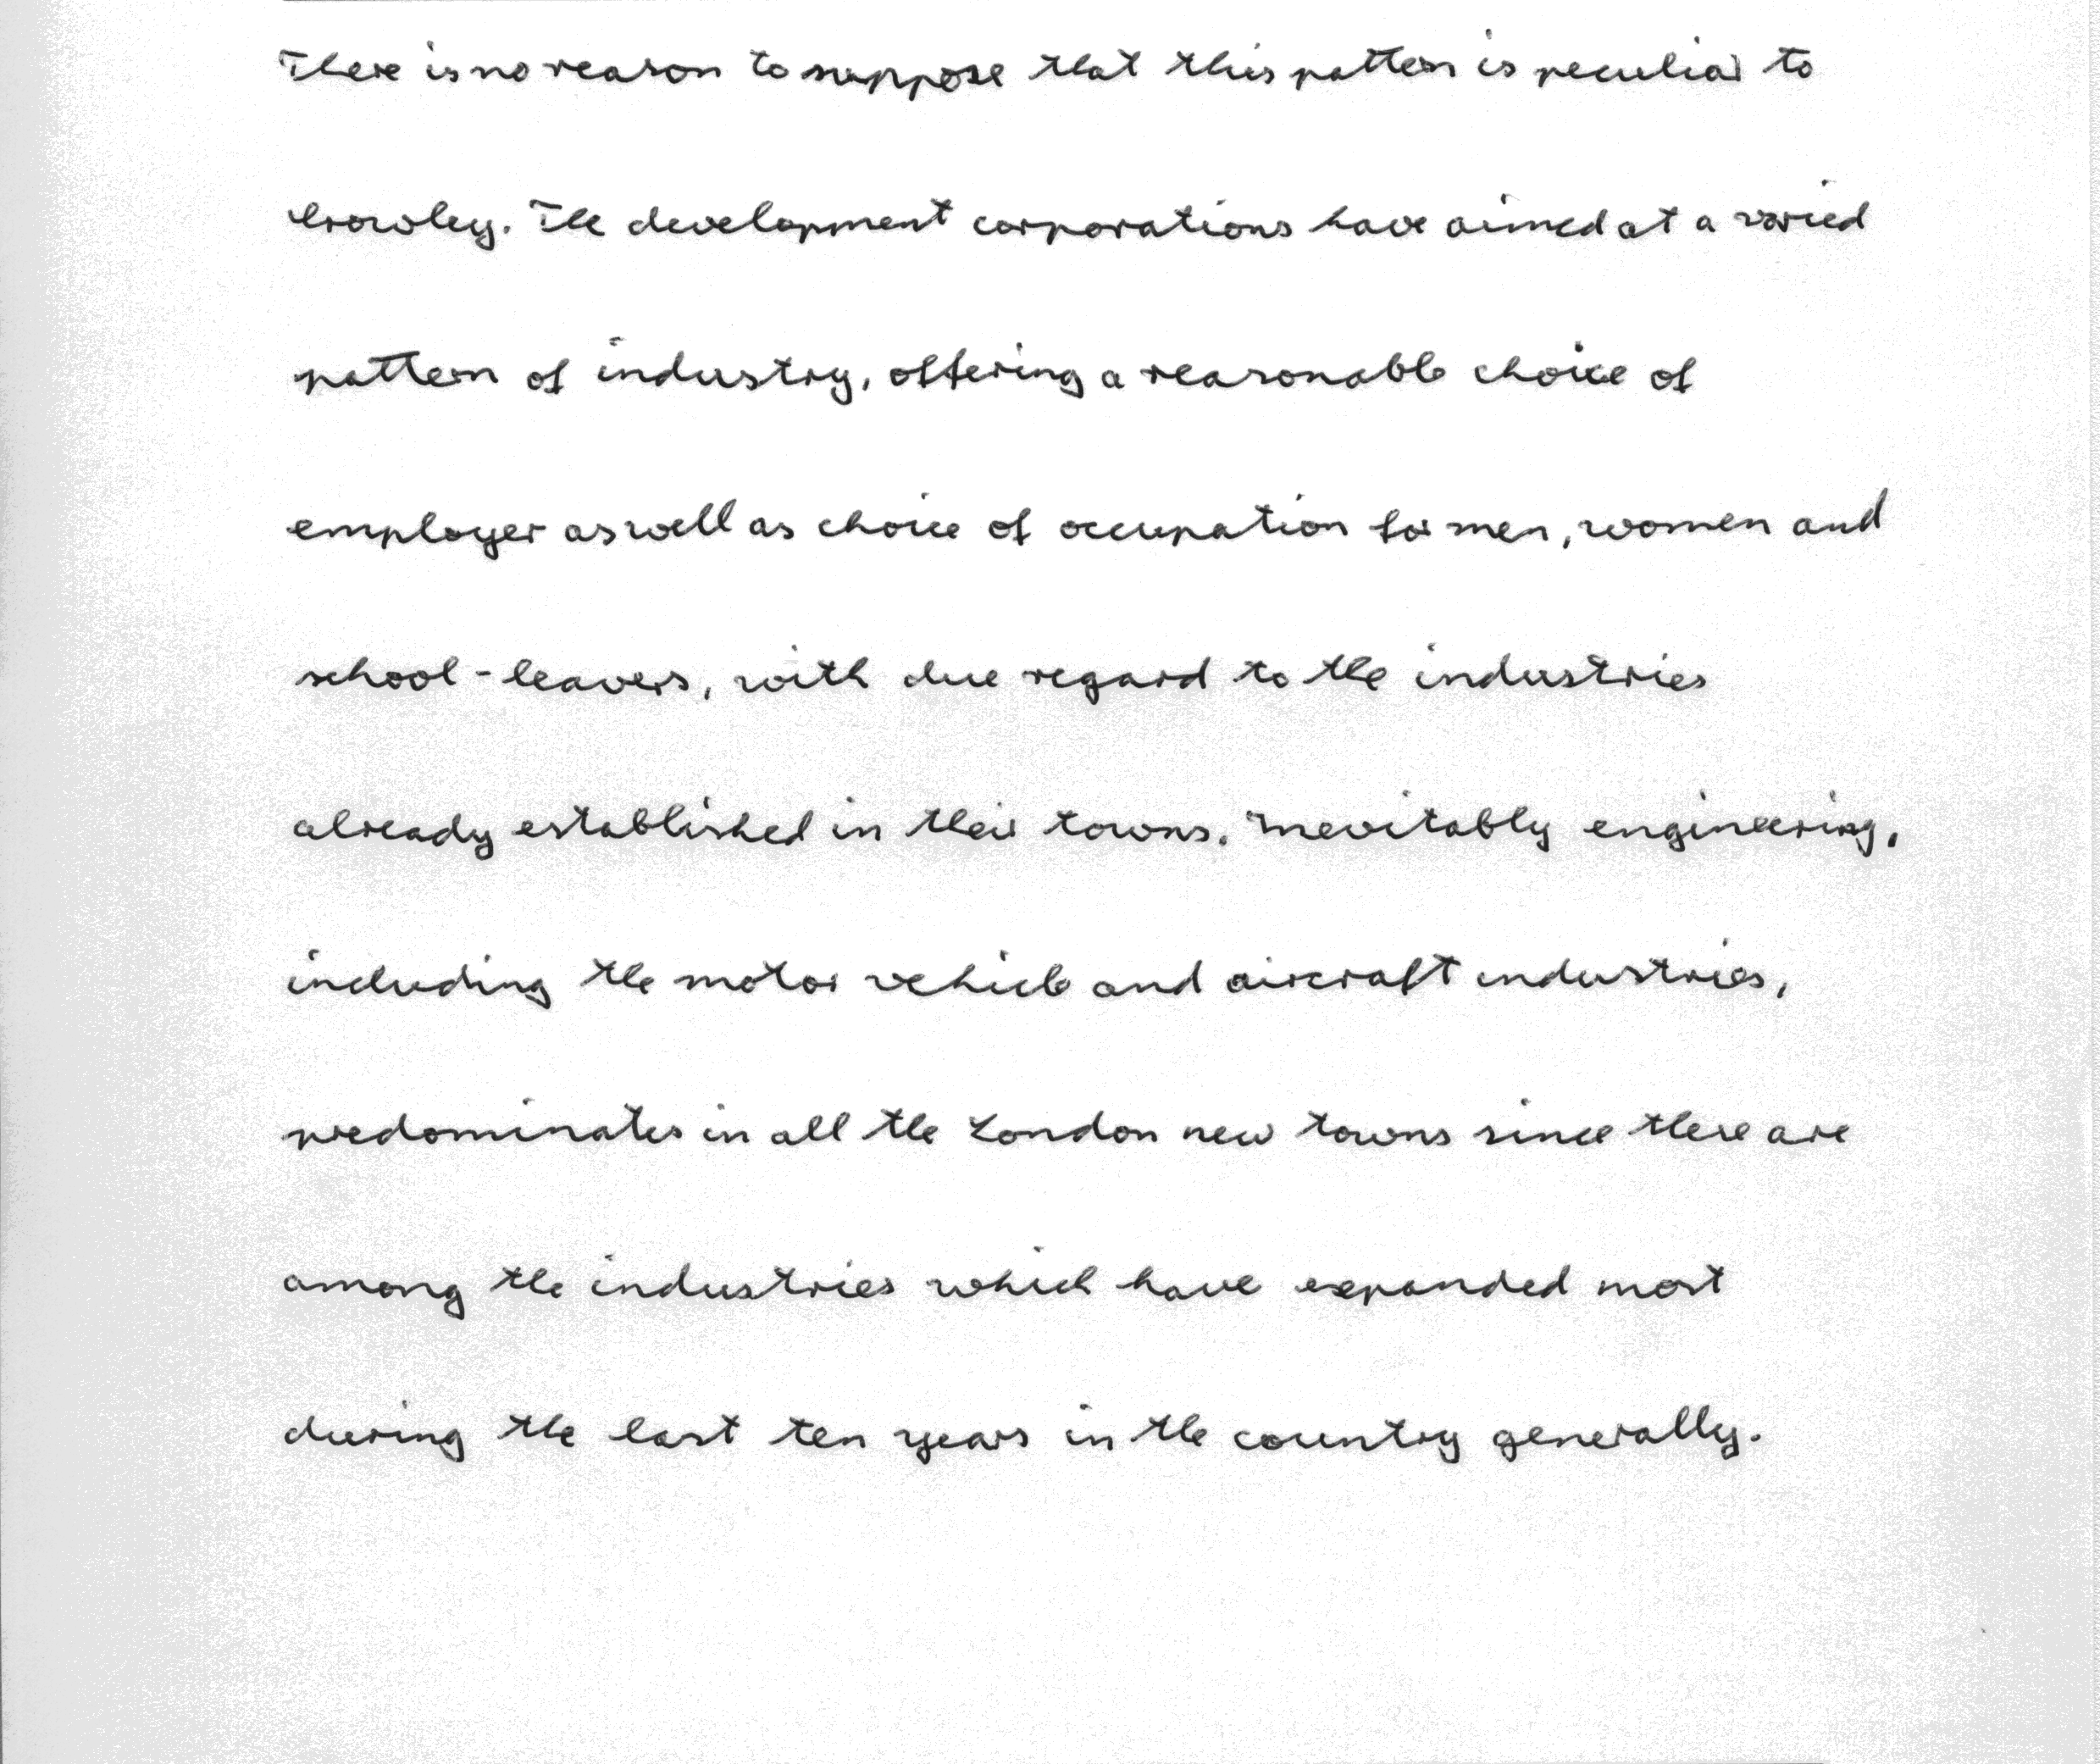 There is no reason to suppose that this pattern is peculiar to
Crowley. The development corporations have aimed at a varied
pattern of industry, offering a reasonable choice of
employer as well as choice of occupation for men, women and
school-leavers, with due regard to the industries
already established in their towns. Inevitably engineering,
including the motor vehicle and aircraft industries,
predominates in all the London new towns since these are
among the industries which have expanded most
during the last ten years in the country generally.